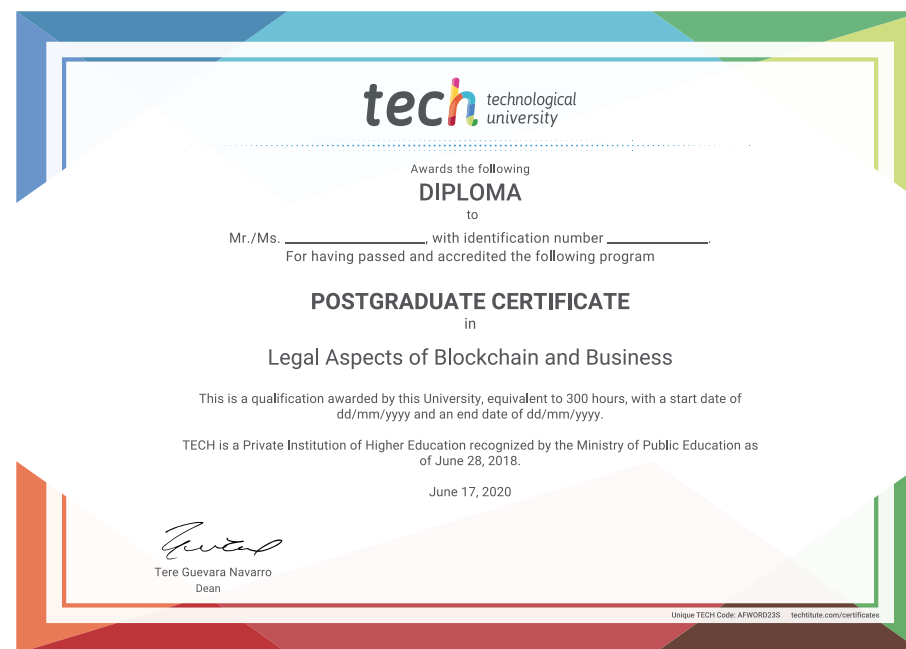 tech technological
university
Awards the following
DIPLOMA
to
Mr./Ms. ____________________, with identification number ______________.
For having passed and accredited the following program
POSTGRADUATE CERTIFICATE
in
Legal Aspects of Blockchain and Business
This is a qualification awarded by this University, equivalent to 300 hours, with a start date of
dd/mm/yyyy and an end date of dd/mm/yyyy.
TECH is a Private Institution of Higher Education recognized by the Ministry of Public Education as
of June 28, 2018.
June 17, 2020
Tere Guevara Navarro
Dean
Unique TECH Code: AFWORD23S techtitute.com/certificates